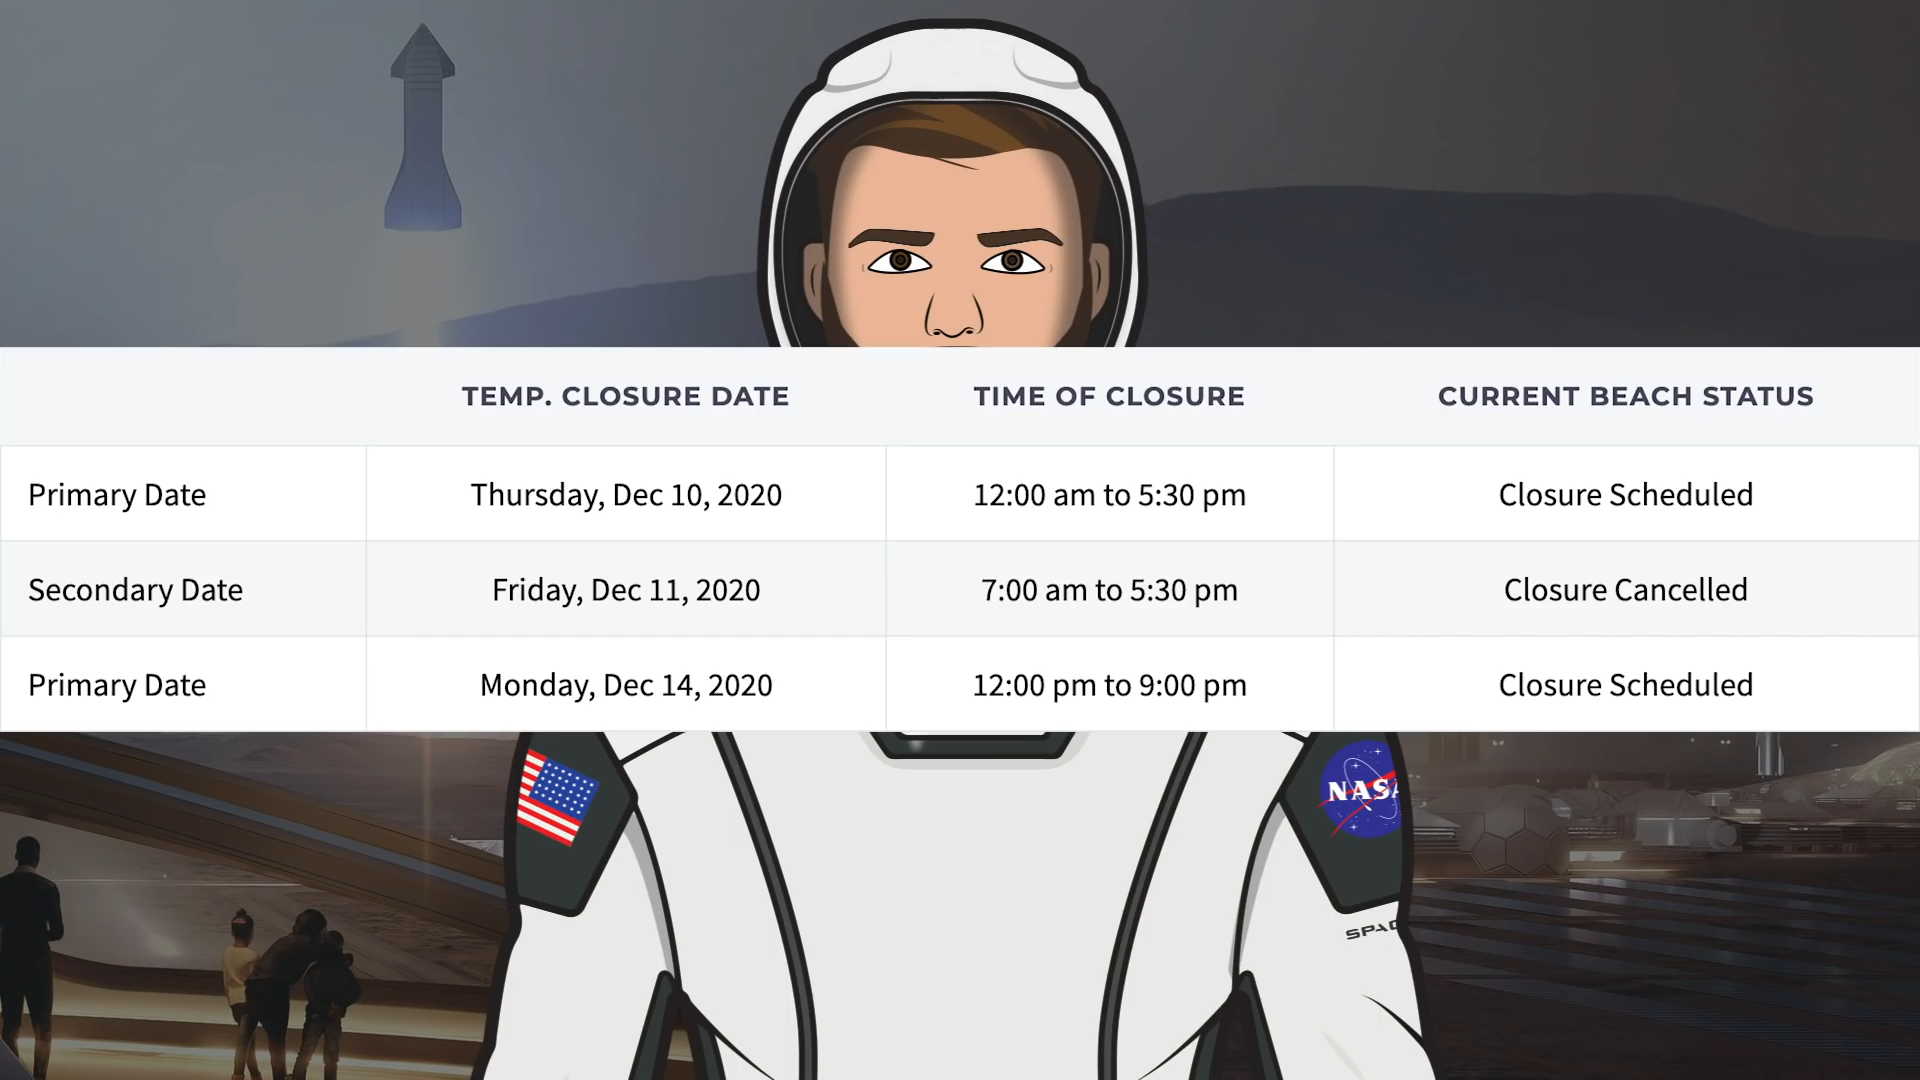 TEMP. CLOSURE DATE TIME OF CLOSURE CURRENT BEACH STATUS
Primary Date Thursday, Dec 10, 2020 12:00 am to 5:30 pm Closure Scheduled
Secondary Date Friday, Dec 11, 2020 7:00 am to 5:30 pm Closure Cancelled
Primary Date Monday, Dec 14, 2020 12:00 pm to 9:00 pm Closure Scheduled
NASA
SPAC